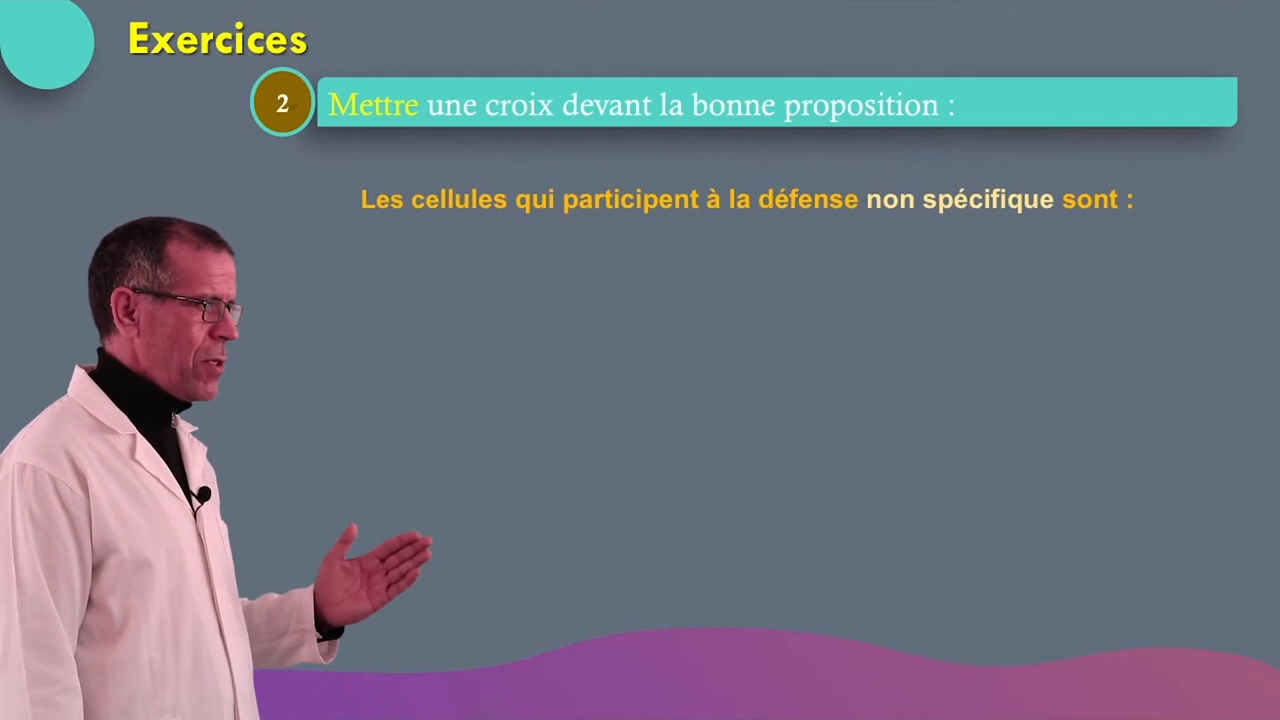 Exercices
2
Mettre une croix devant la bonne proposition :
Les cellules qui participent à la défense non spécifique sont :